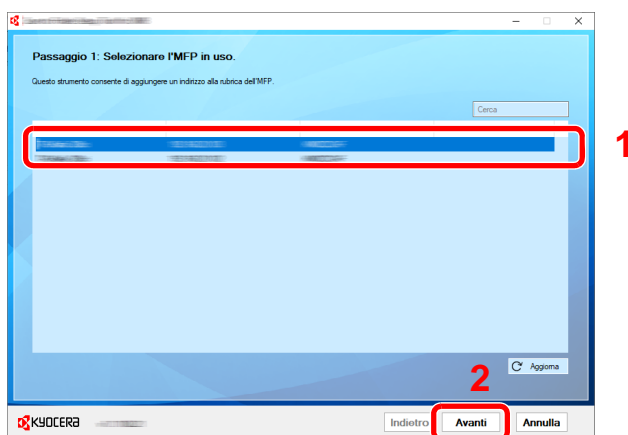 Passaggio 1: Selezionare l'MFP in uso.
Questo strumento consente di aggiungere un indirizzo alla rubrica dell'MFP.
Cerca
1
Aggiorna
2
KYOCERA
Indietro Avanti Annulla